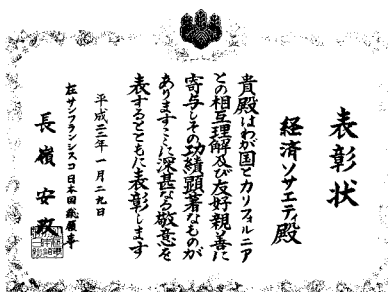 表彰状
経済ソサエティ殿
貴殿はわが国とカリフォルニア
との相互理解及び友好親善に
寄与しその功績顕著なものが
ありますここに深甚なる敬意を
表するとともに表彰します
平成三年一月二九日
在サンフランシスコ日本国総領事
長嶺安政